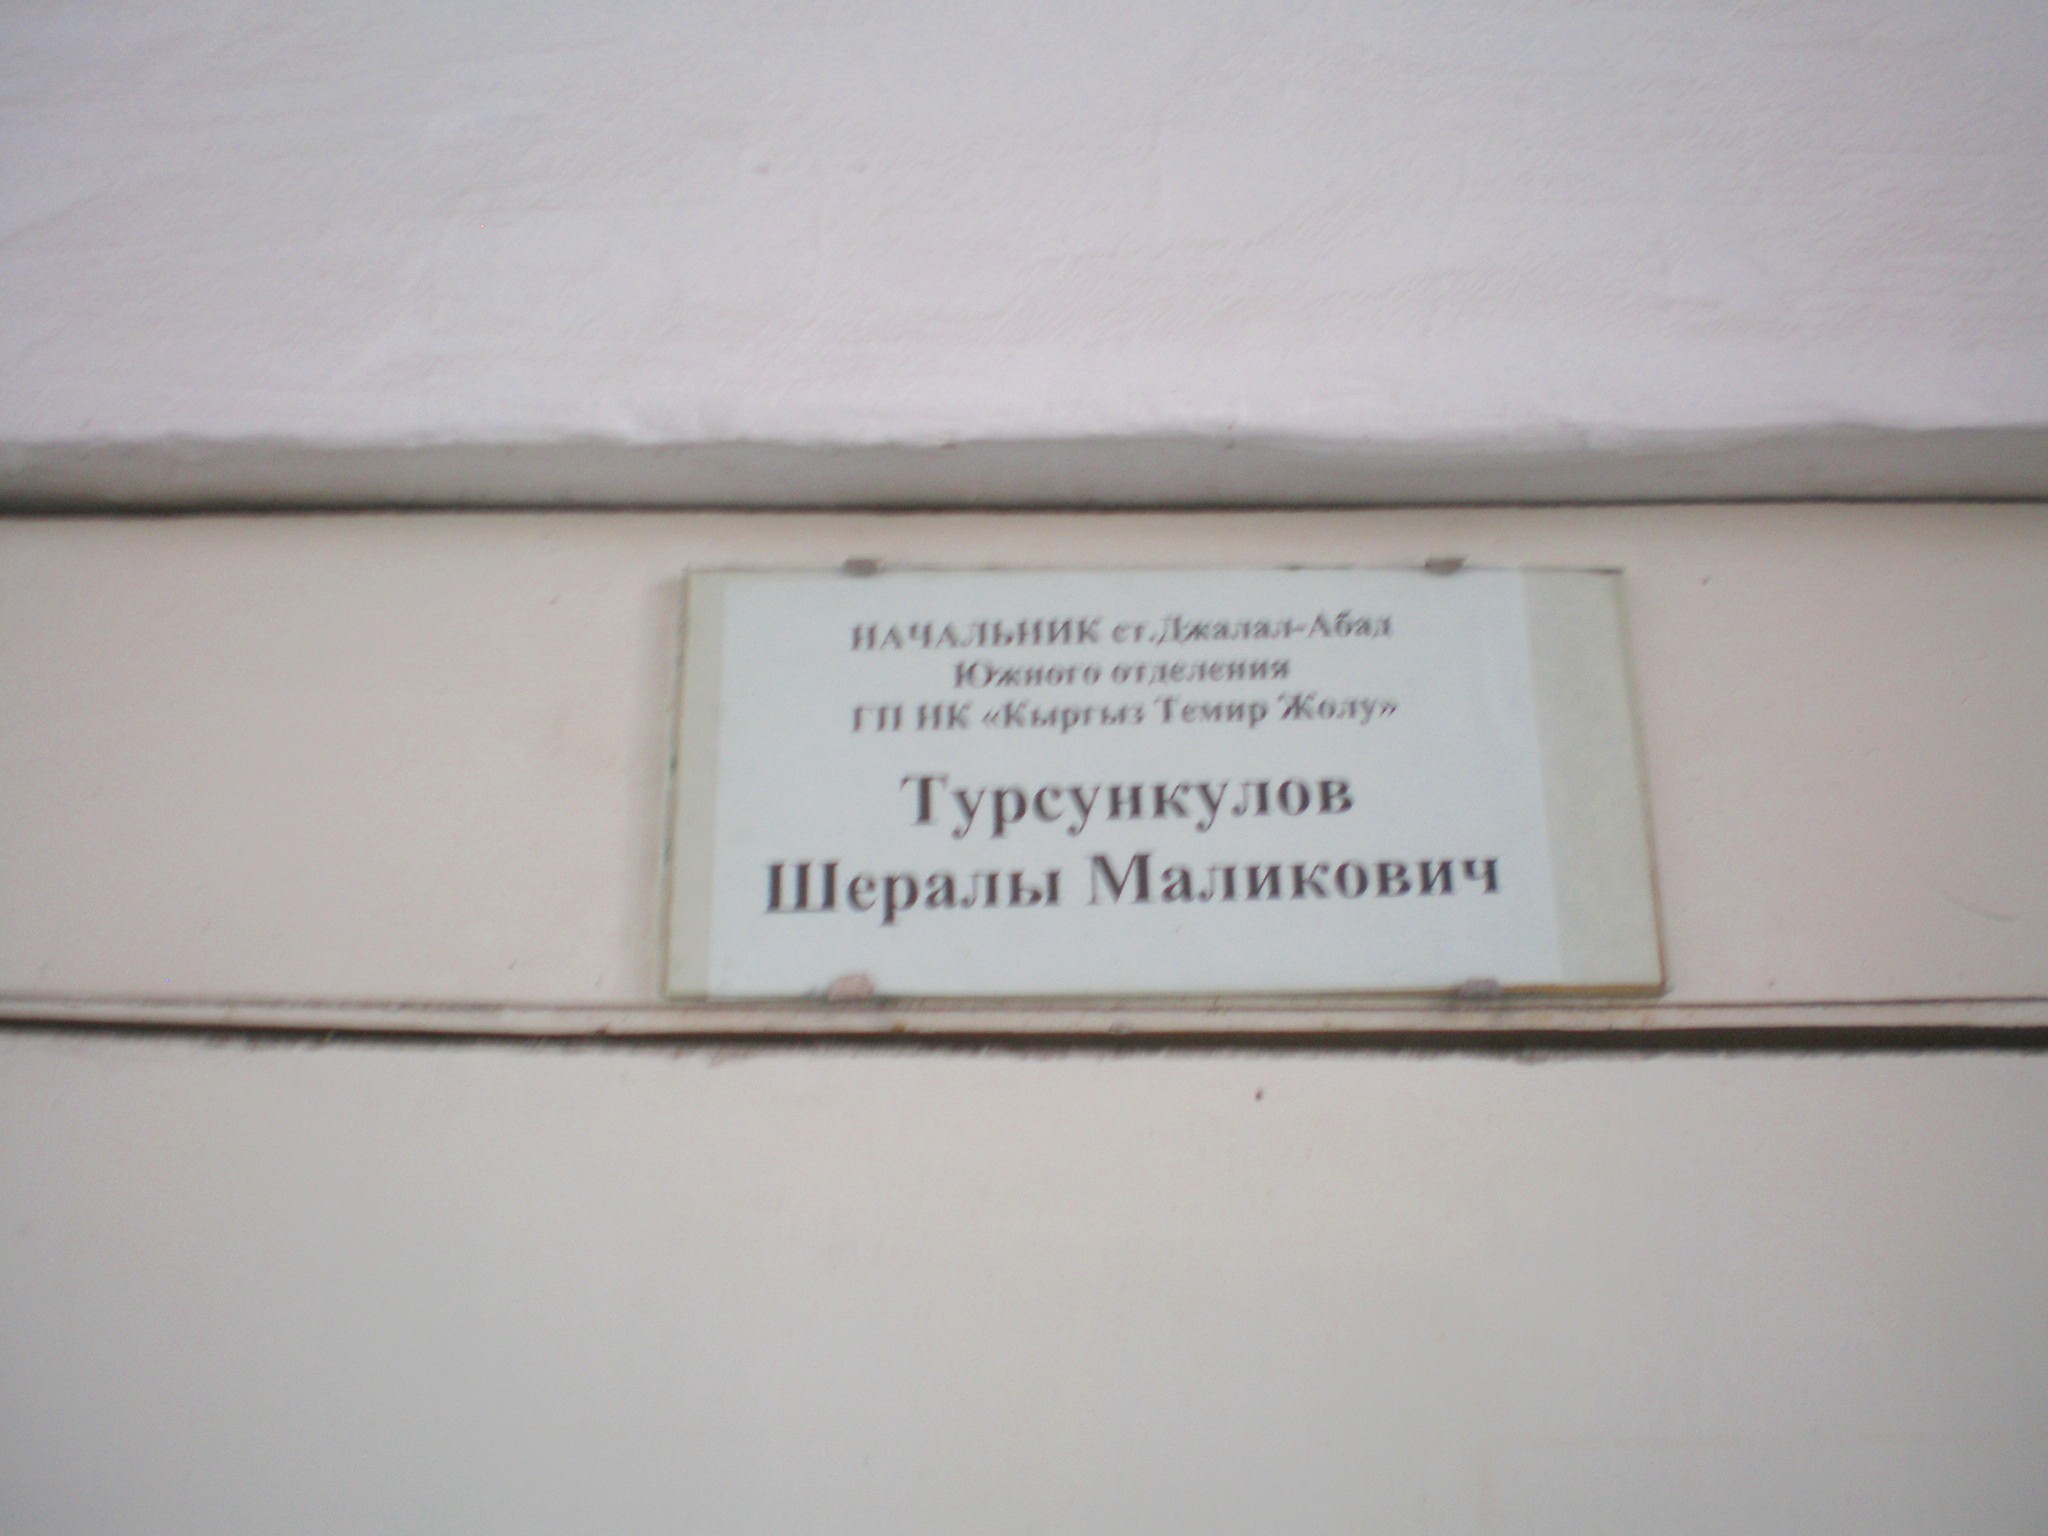 НАЧАЛЬНИК ст.Джалал-Абад
Южного отделения
ГП НК «Кыргыз Темир Жолу»
Турсункулов
Шералы Маликович